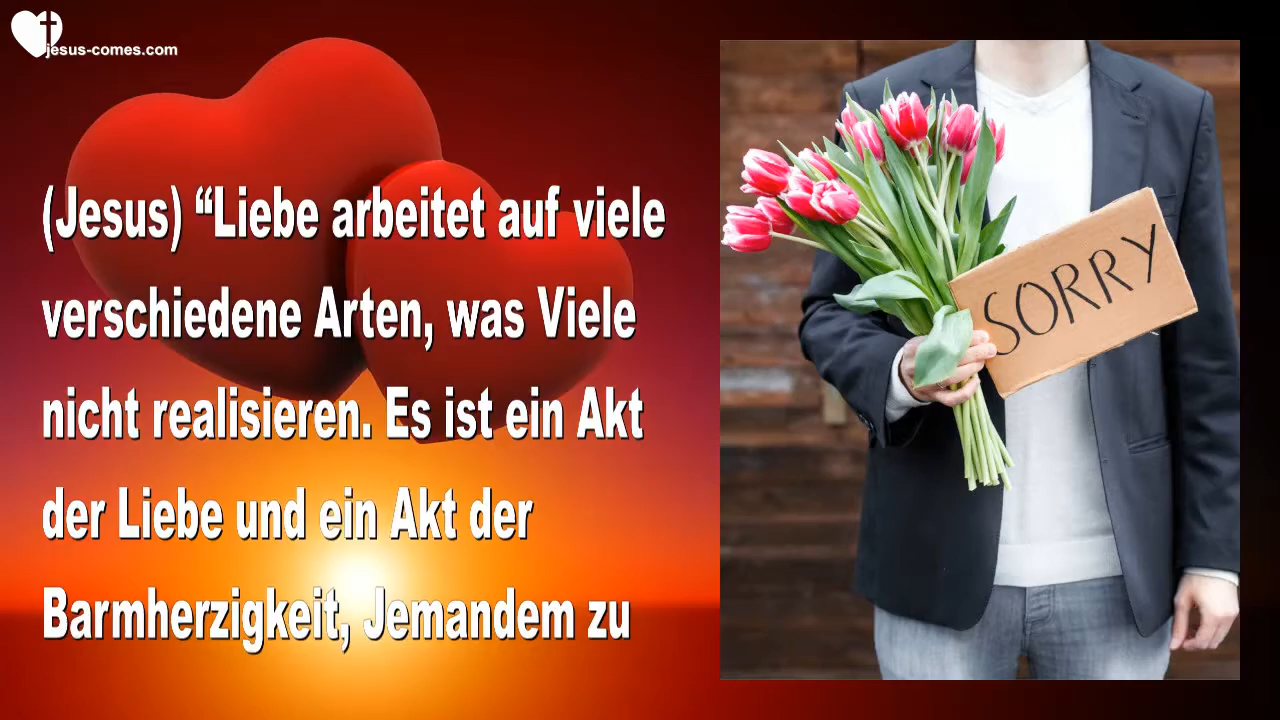 jesus-comes.com
(Jesus) “Liebe arbeitet auf viele
verschiedene Arten, was Viele
nicht realisieren. Es ist ein Akt
der Liebe und ein Akt der
Barmherzigkeit, Jemandem zu
SORRY